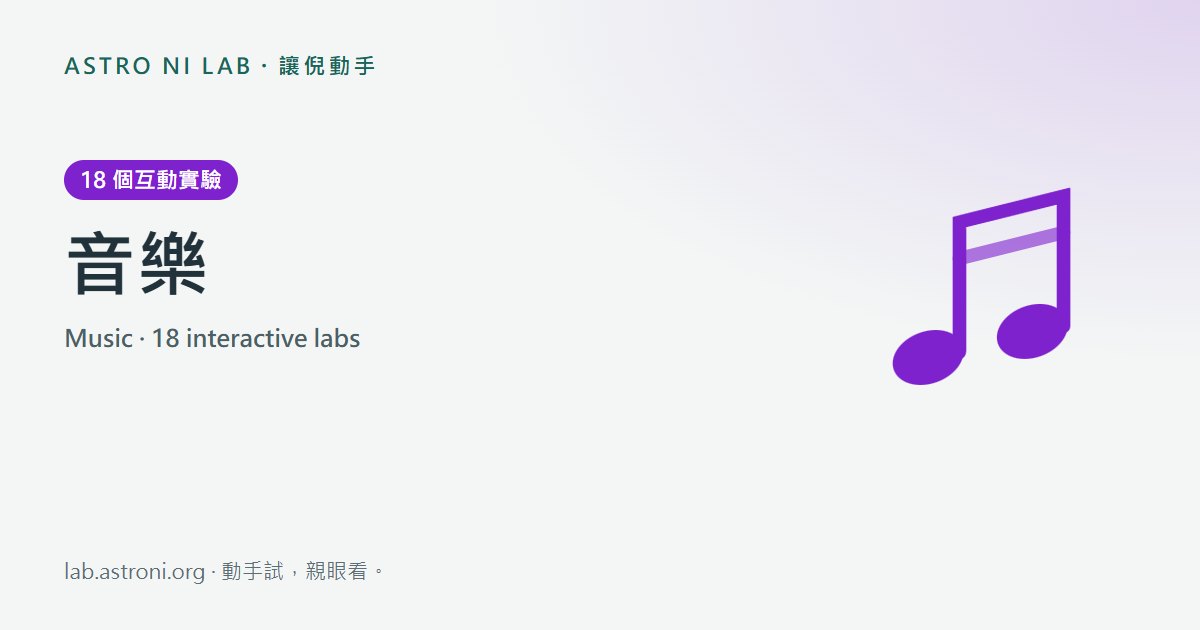 ASTRO NI LAB · 讓倪動手
18 個互動實驗
音樂
Music · 18 interactive labs
lab.astroni.org · 動手試，親眼看。